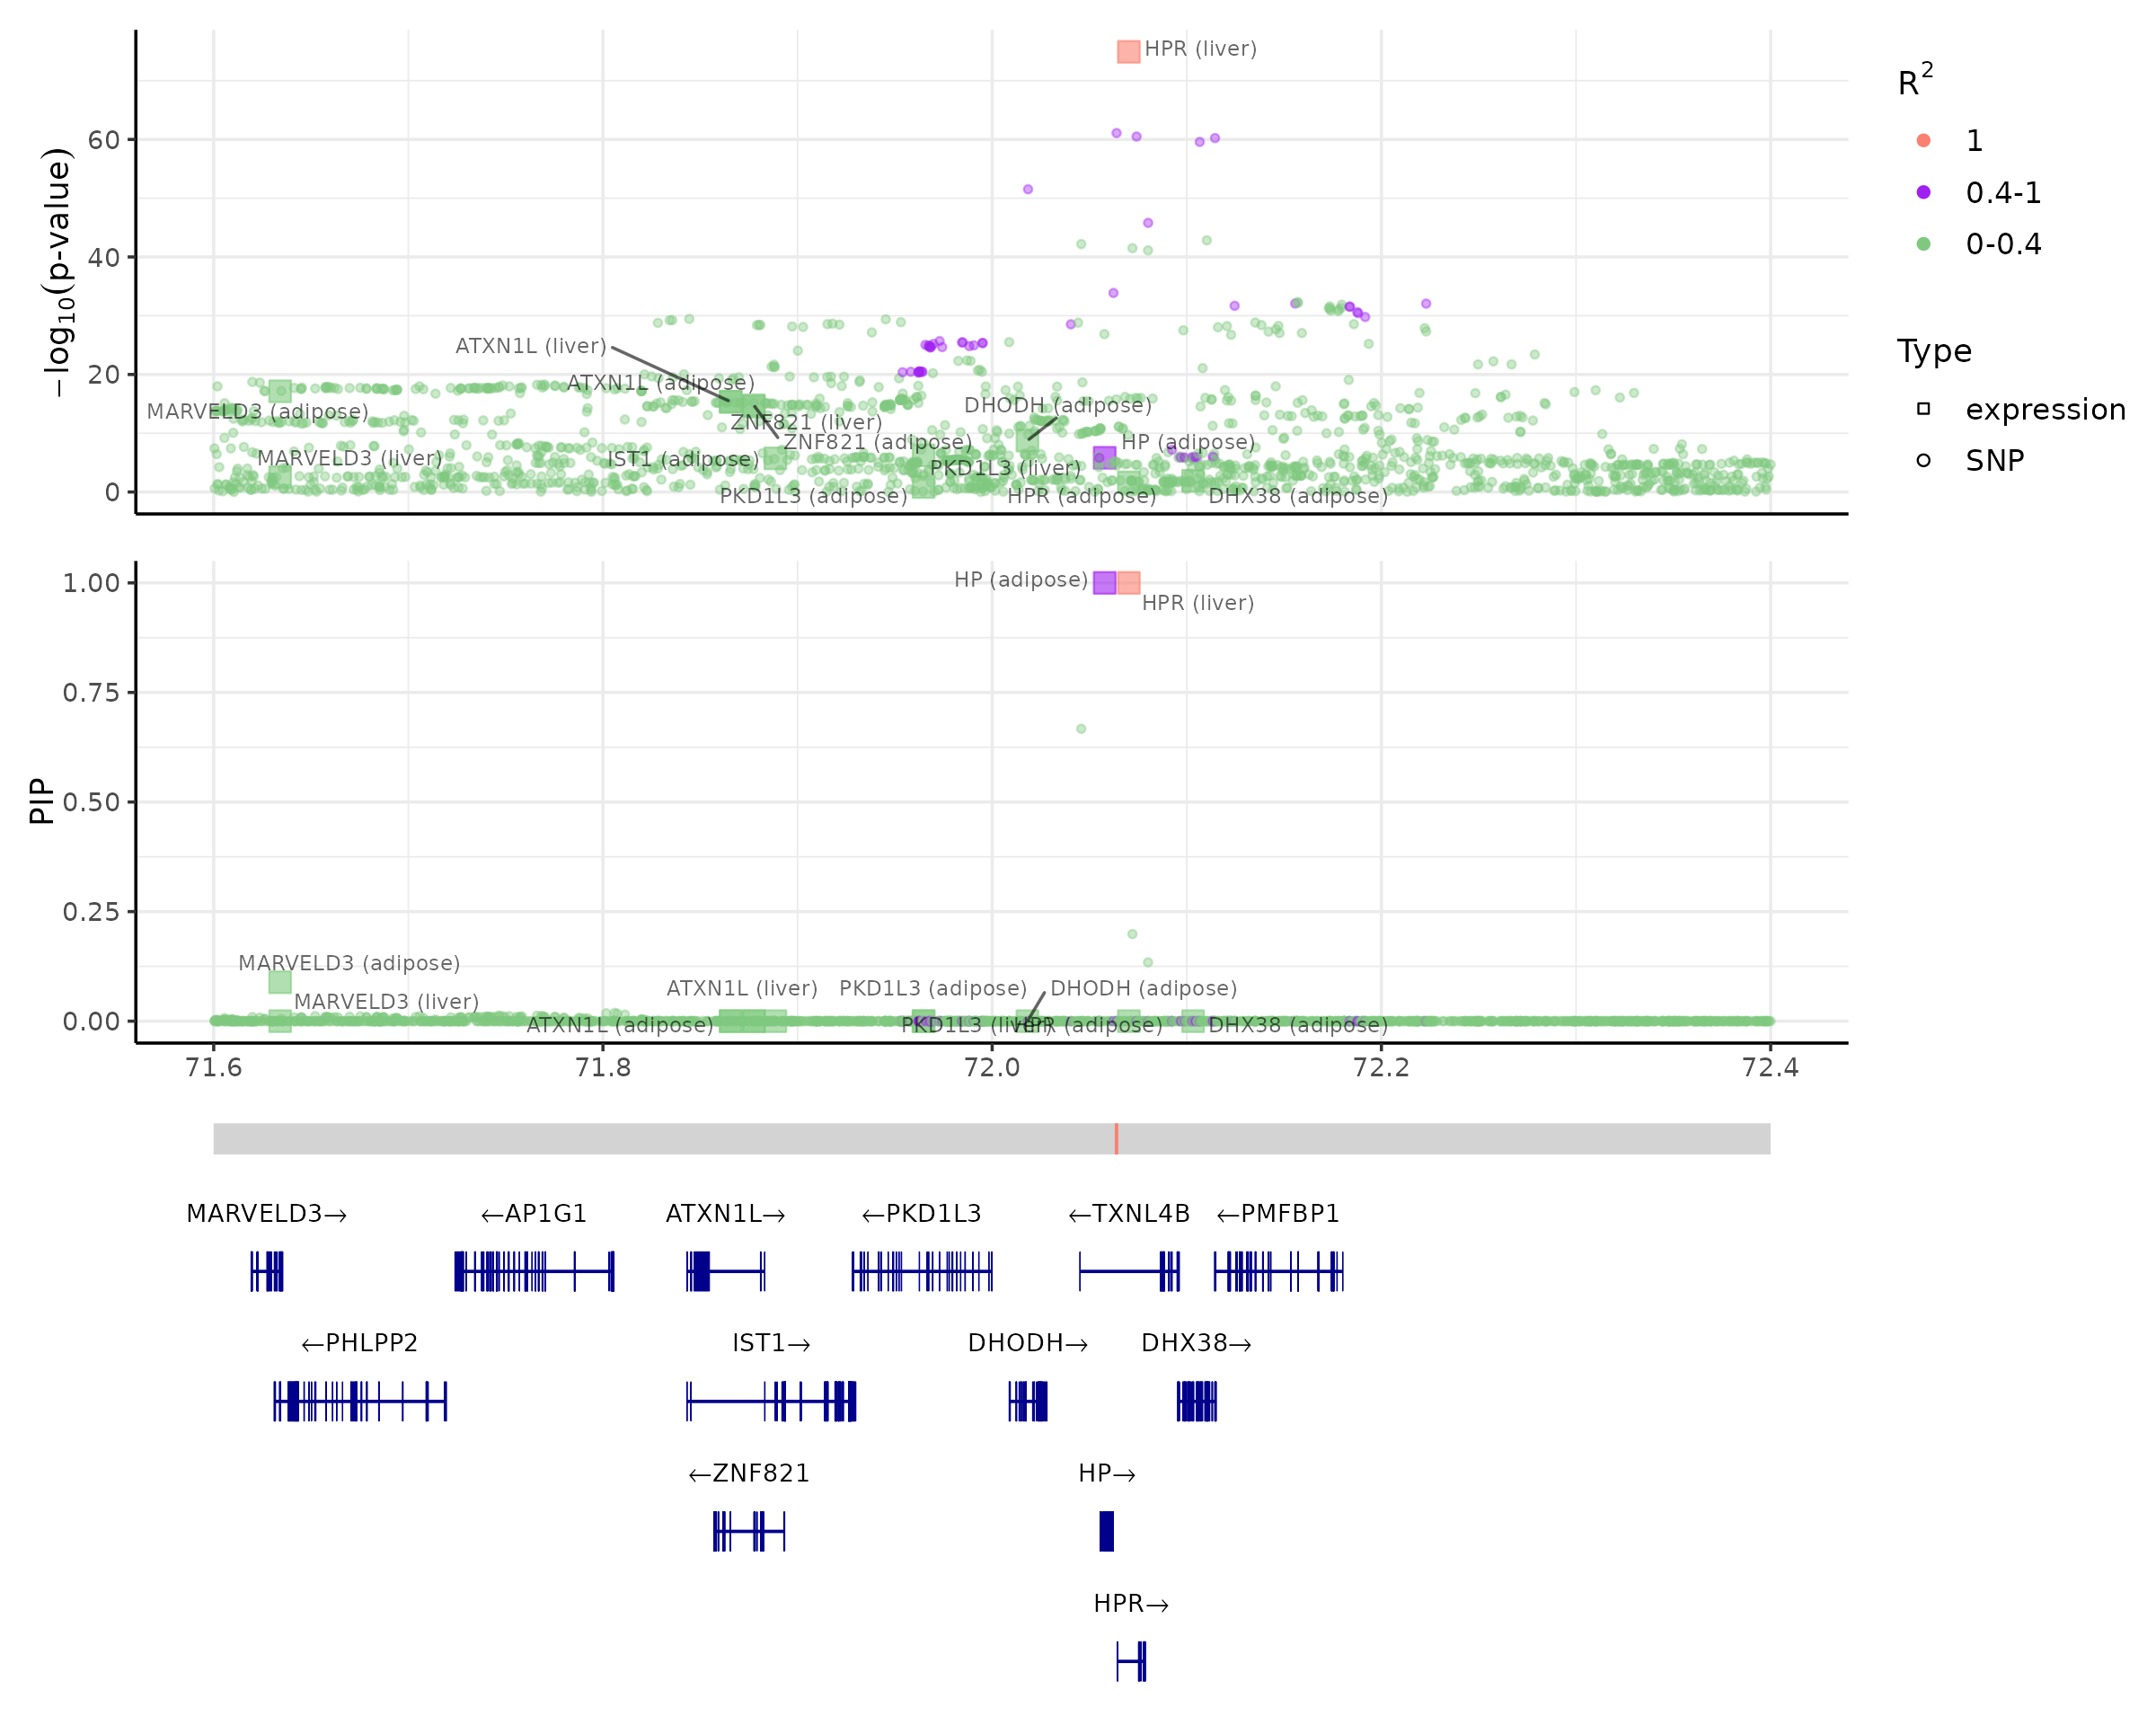 HPR (liver)
R2
1
0.4-1
0-0.4
60
40
20
0
−log10(p-value)
ATXN1L (liver)
ATXN1L (adipose)
MARVELD3 (adipose)
DHODH (adipose)
ZNF821 (liver)
ZNF821 (adipose)
HP (adipose)
MARVELD3 (liver)
IST1 (adipose)
PKD1L3 (liver)
PKD1L3 (adipose)
HPR (adipose)
DHX38 (adipose)
Type
expression
SNP
1.00
0.75
0.50
0.25
0.00
PIP
HP (adipose)
HPR (liver)
MARVELD3 (adipose)
MARVELD3 (liver)
ATXN1L (liver)
PKD1L3 (adipose)
DHODH (adipose)
ATXN1L (adipose)
PKD1L3 (liver)
HPR (adipose)
DHX38 (adipose)
71.6
71.8
72.0
72.2
72.4
MARVELD3→
←AP1G1
ATXN1L→
←PKD1L3
←TXNL4B
←PMFBP1
←PHLPP2
IST1→
DHODH→
DHX38→
←ZNF821
HP→
HPR→